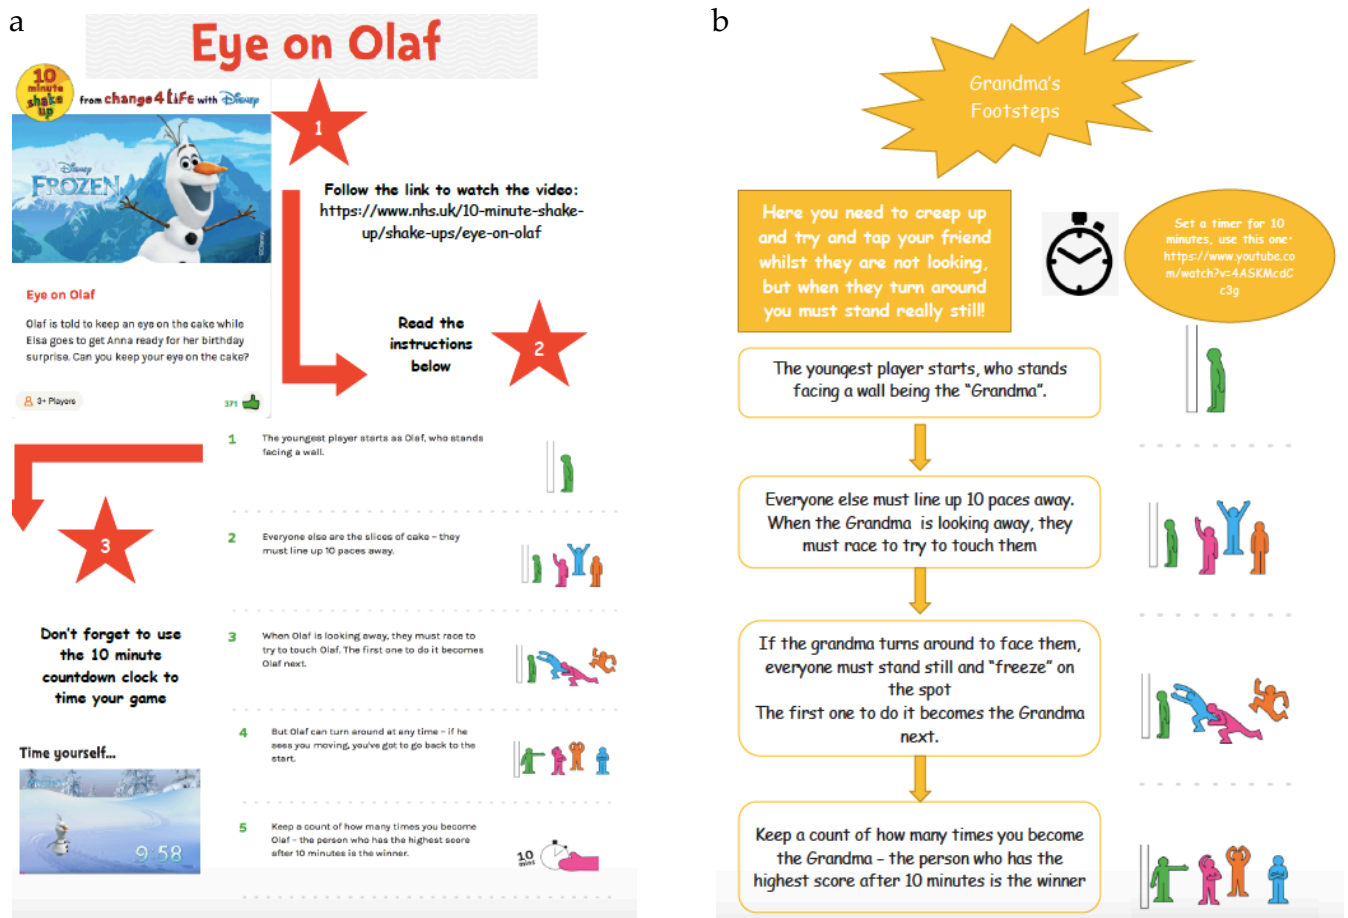 a
Eye on Olaf
10
minute
shake
up
from change4life with Disney
Disney
FROZEN
©Disney
Eye on Olaf
Olaf is told to keep an eye on the cake while
Elsa goes to get Anna ready for her birthday
surprise. Can you keep your eye on the cake?
3+ Players
371
1
Follow the link to watch the video:
https://www.nhs.uk/10-minute-shake-
up/shake-ups/eye-on-olaf
Read the
instructions
below
2
3
Don't forget to use
the 10 minute
countdown clock to
time your game
Time yourself...
9:58
1
The youngest player starts as Olaf, who stands
facing a wall.
2
Everyone else are the slices of cake – they
must line up 10 paces away.
3
When Olaf is looking away, they must race to
try to touch Olaf. The first one to do it becomes
Olaf next.
4
But Olaf can turn around at any time – if he
sees you moving, you've got to go back to the
start.
5
Keep a count of how many times you become
Olaf – the person who has the highest score
after 10 minutes is the winner.
10
mins
b
Grandma's
Footsteps
Here you need to creep up
and try and tap your friend
whilst they are not looking,
but when they turn around
you must stand really still!
Set a timer for 10
minutes, use this one:
https://www.youtube.co
m/watch?v=4ASKMcdC
c3g
The youngest player starts, who stands
facing a wall being the "Grandma".
Everyone else must line up 10 paces away.
When the Grandma is looking away, they
must race to try to touch them
If the grandma turns around to face them,
everyone must stand still and "freeze" on
the spot
The first one to do it becomes the Grandma
next.
Keep a count of how many times you become
the Grandma – the person who has the
highest score after 10 minutes is the winner